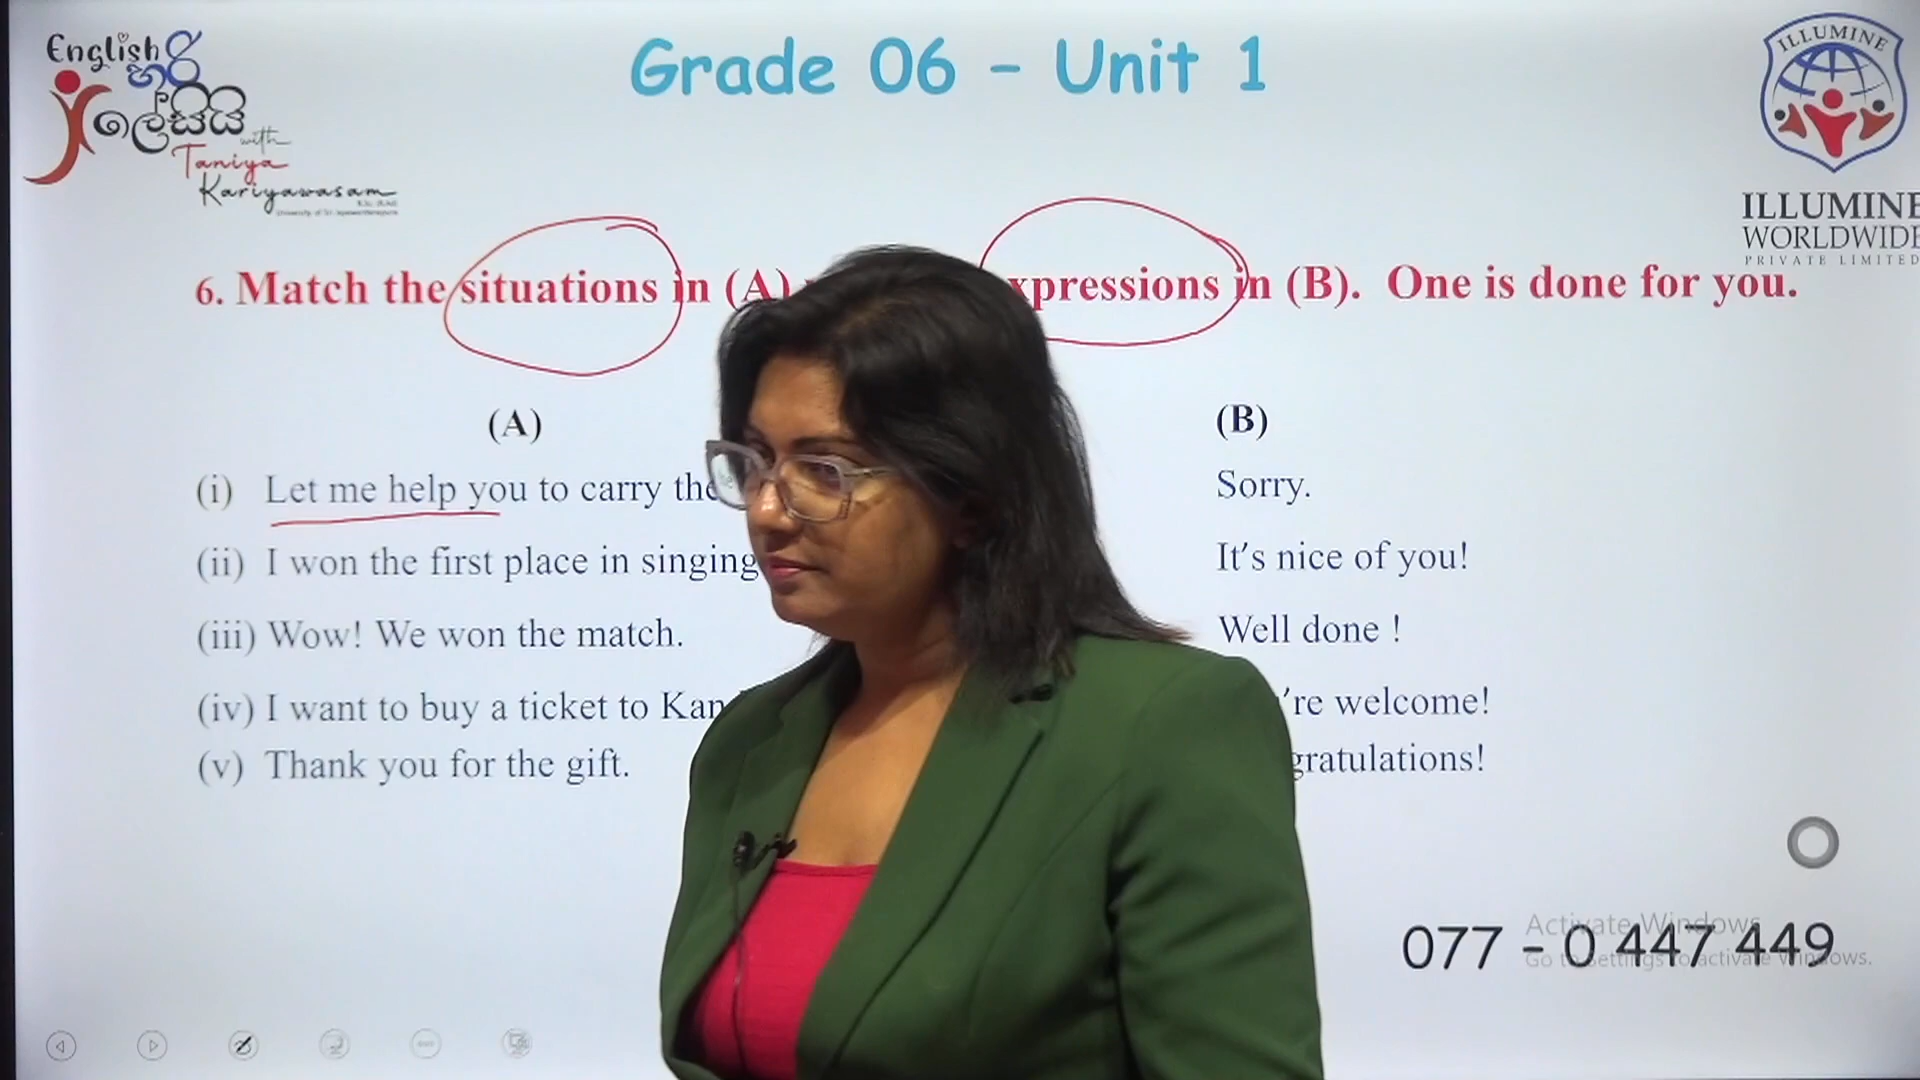 English හරි
ලේසියි
with
Taniya
Kariyawasam
Grade 06 - Unit 1
ILLUMINE
ILLUMINE
WORLDWIDE
PRIVATE LIMITED
6. Match the situations in (A) xpressions in (B). One is done for you.
(A) (B)
(i) Let me help you to carry the Sorry.
(ii) I won the first place in singing It's nice of you!
(iii) Wow! We won the match. Well done !
(iv) I want to buy a ticket to Kan 're welcome!
(v) Thank you for the gift. gratulations!
Activate Windows
077 - 0 447 449
Go to Settings to activate Windows.